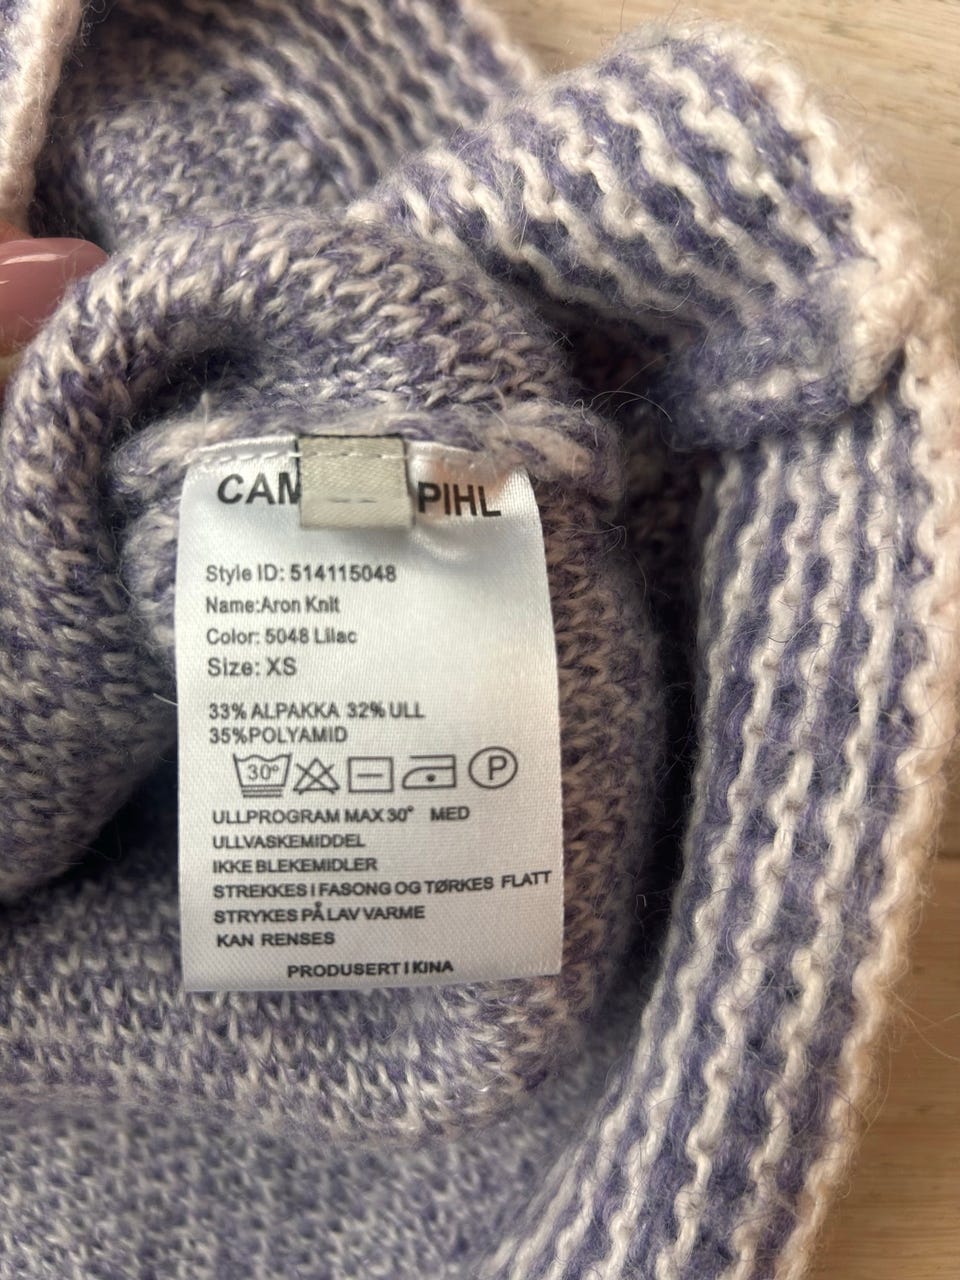 CAM PIHL
Style ID: 514115048
Name:Aron Knit
Color: 5048 Lilac
Size: XS
33% ALPAKKA 32% ULL
35%POLYAMID
30° P
ULLPROGRAM MAX 30° MED
ULLVASKEMIDDEL
IKKE BLEKEMIDLER
STREKKES I FASONG OG TØRKES FLATT
STRYKES PÅ LAV VARME
KAN RENSES
PRODUSERT I KINA